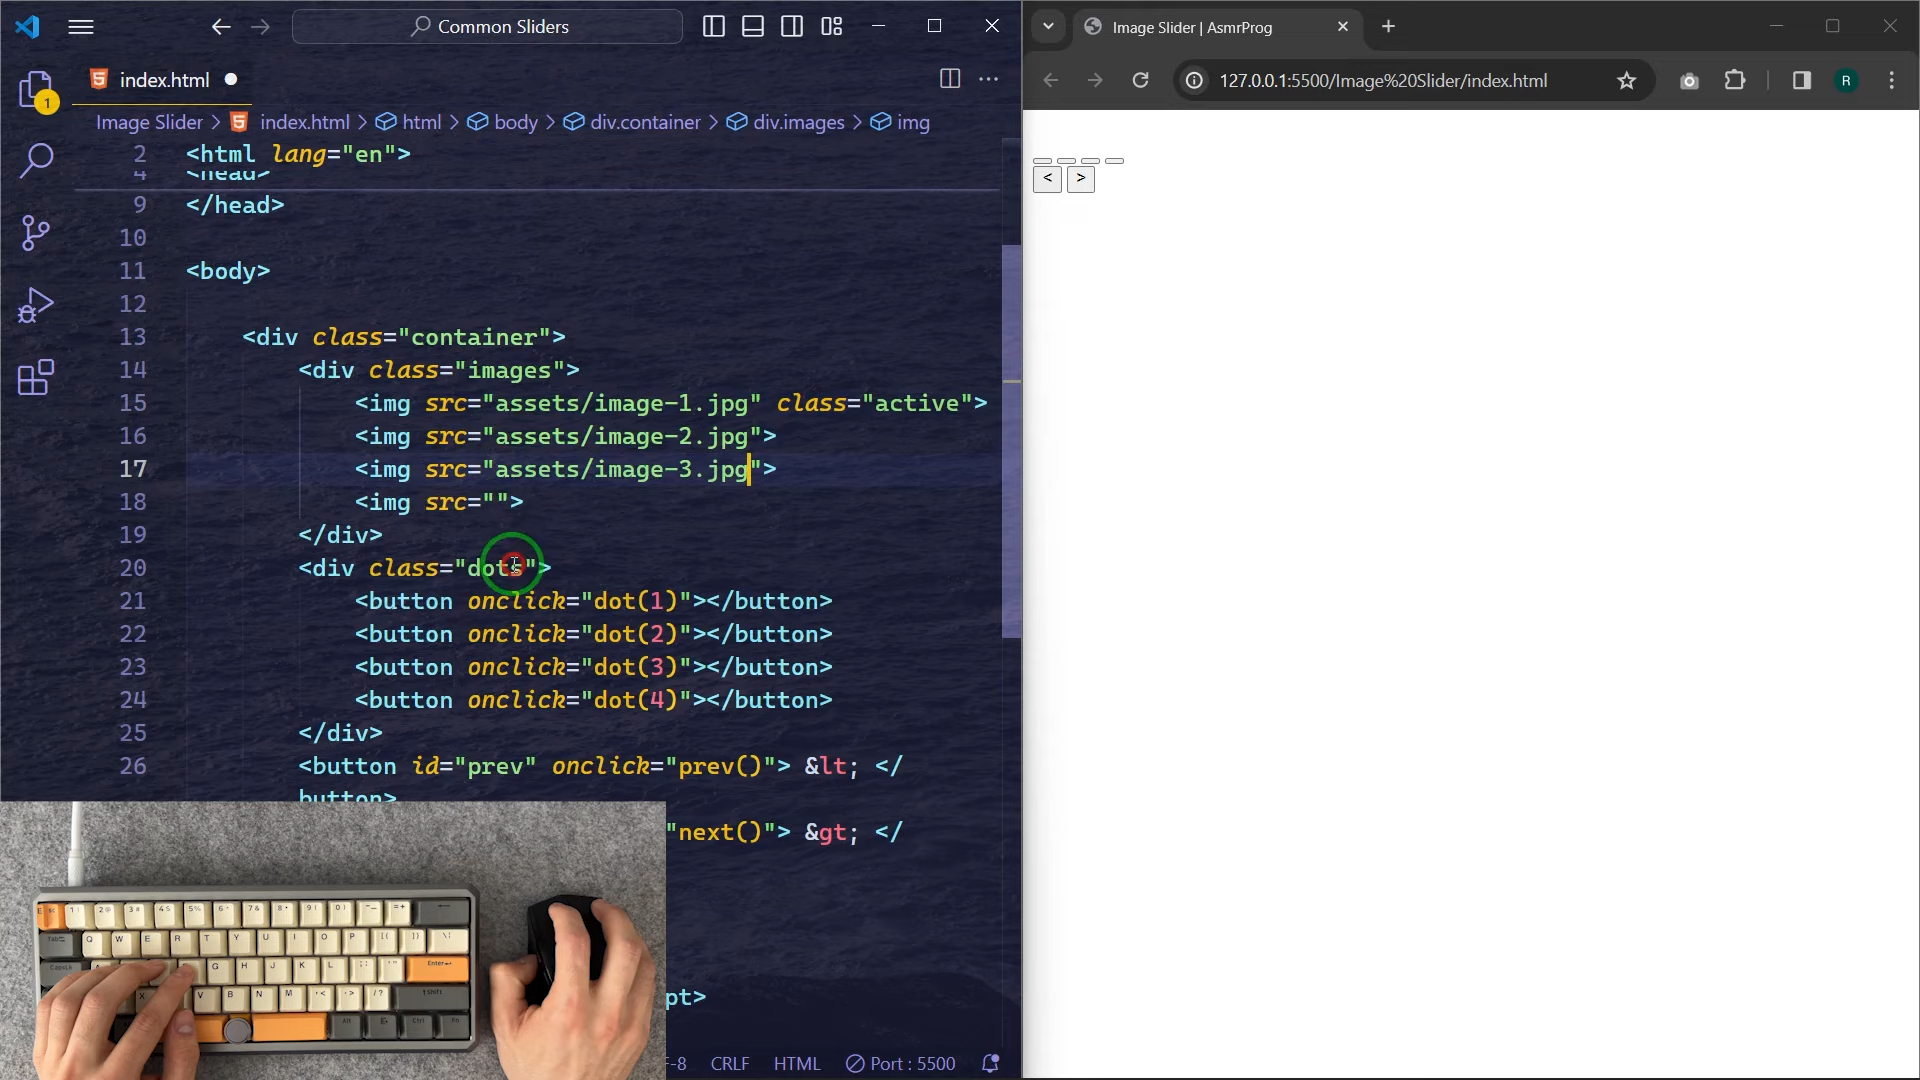 Common Sliders
index.html
1
Image Slider > index.html > html > body > div.container > div.images > img
2 <html lang="en">
4 <head>
9 </head>
10
11 <body>
12
13 <div class="container">
14 <div class="images">
15 <img src="assets/image-1.jpg" class="active">
16 <img src="assets/image-2.jpg">
17 <img src="assets/image-3.jpg">
18 <img src="">
19 </div>
20 <div class="dots">
21 <button onclick="dot(1)"></button>
22 <button onclick="dot(2)"></button>
23 <button onclick="dot(3)"></button>
24 <button onclick="dot(4)"></button>
25 </div>
26 <button id="prev" onclick="prev()"> &lt; </
button>
"next()"> &gt; </
pt>
F-8 CRLF HTML Port : 5500
Image Slider | AsmrProg
127.0.0.1:5500/Image%20Slider/index.html
R
< >